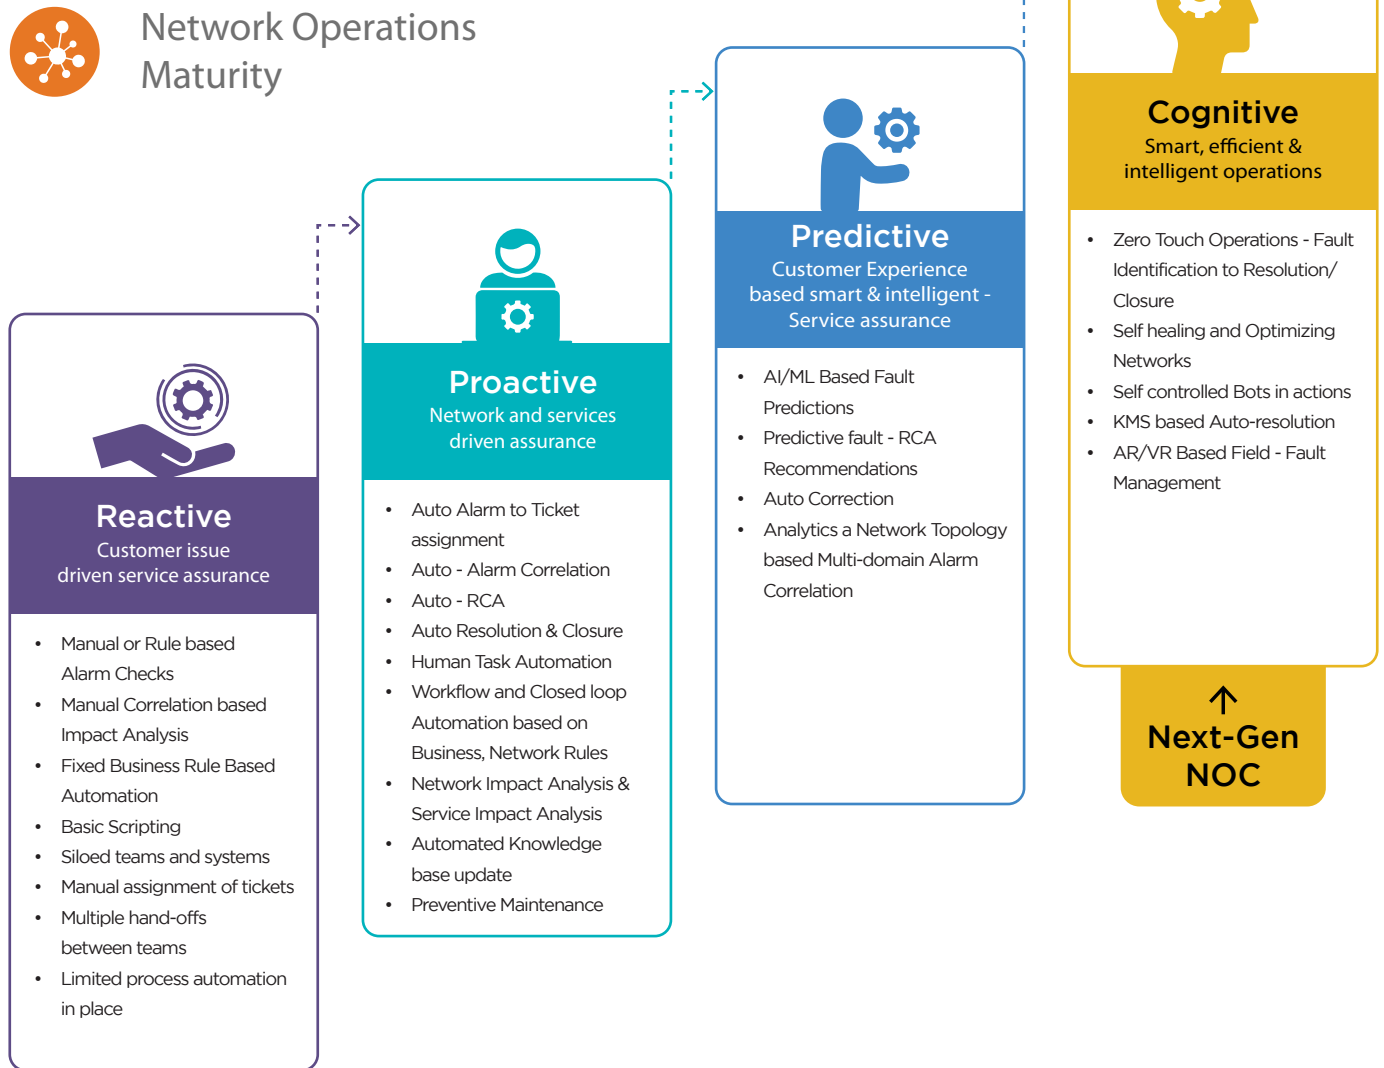 Network Operations
Maturity
Reactive
Customer issue
driven service assurance
• Manual or Rule based
Alarm Checks
• Manual Correlation based
Impact Analysis
• Fixed Business Rule Based
Automation
• Basic Scripting
• Siloed teams and systems
• Manual assignment of tickets
• Multiple hand-offs
between teams
• Limited process automation
in place
Proactive
Network and services
driven assurance
• Auto Alarm to Ticket
assignment
• Auto - Alarm Correlation
• Auto - RCA
• Auto Resolution & Closure
• Human Task Automation
• Workflow and Closed loop
Automation based on
Business, Network Rules
• Network Impact Analysis &
Service Impact Analysis
• Automated Knowledge
base update
• Preventive Maintenance
Predictive
Customer Experience
based smart & intelligent -
Service assurance
• AI/ML Based Fault
Predictions
• Predictive fault - RCA
Recommendations
• Auto Correction
• Analytics a Network Topology
based Multi-domain Alarm
Correlation
Cognitive
Smart, efficient &
intelligent operations
• Zero Touch Operations - Fault
Identification to Resolution/
Closure
• Self healing and Optimizing
Networks
• Self controlled Bots in actions
• KMS based Auto-resolution
• AR/VR Based Field - Fault
Management
Next-Gen
NOC